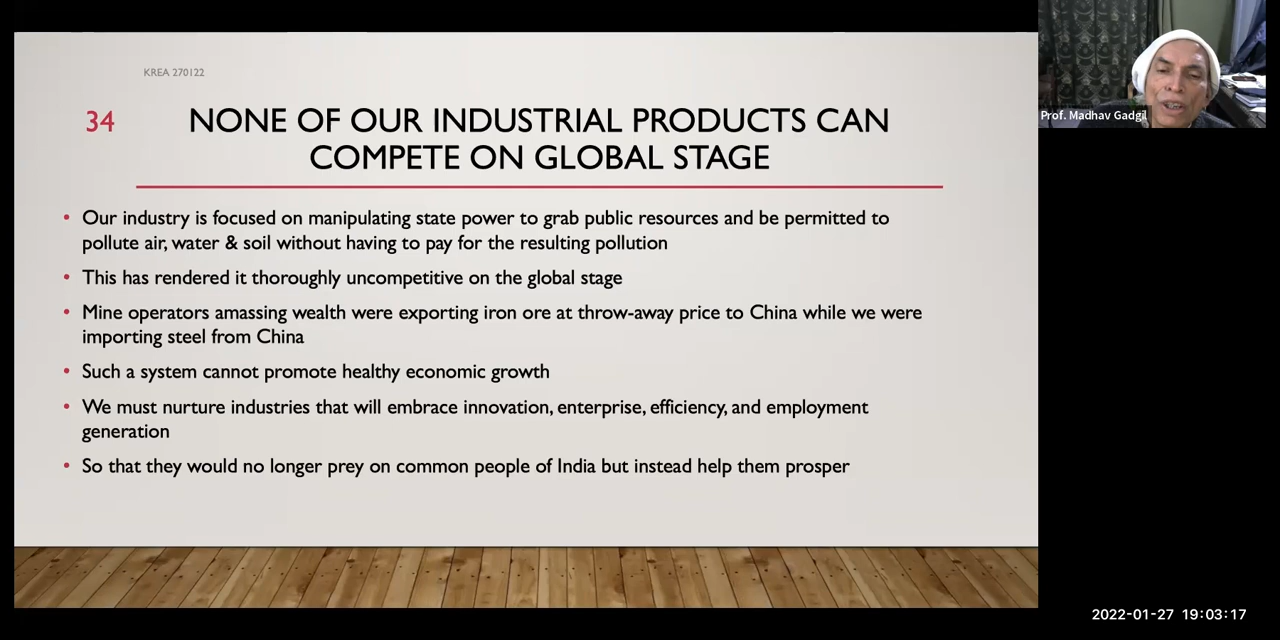 KREA 270122
34
NONE OF OUR INDUSTRIAL PRODUCTS CAN
COMPETE ON GLOBAL STAGE
• Our industry is focused on manipulating state power to grab public resources and be permitted to
pollute air, water & soil without having to pay for the resulting pollution
• This has rendered it thoroughly uncompetitive on the global stage
• Mine operators amassing wealth were exporting iron ore at throw-away price to China while we were
importing steel from China
• Such a system cannot promote healthy economic growth
• We must nurture industries that will embrace innovation, enterprise, efficiency, and employment
generation
• So that they would no longer prey on common people of India but instead help them prosper
Prof. Madhav Gadgil
2022-01-27 19:03:17